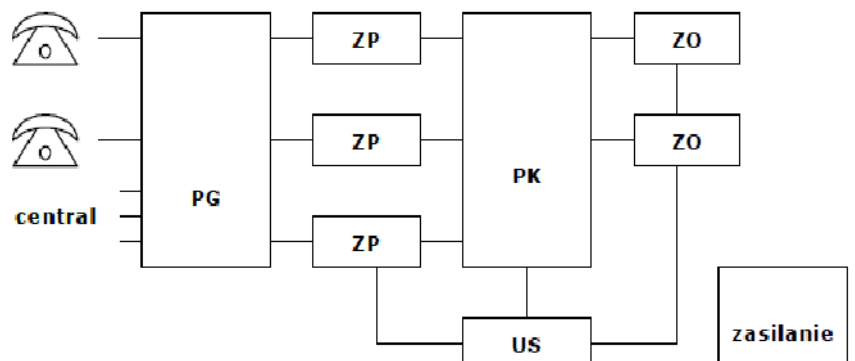 ZP
ZO
ZP
ZO
PK
PG
central
ZP
zasilanie
US